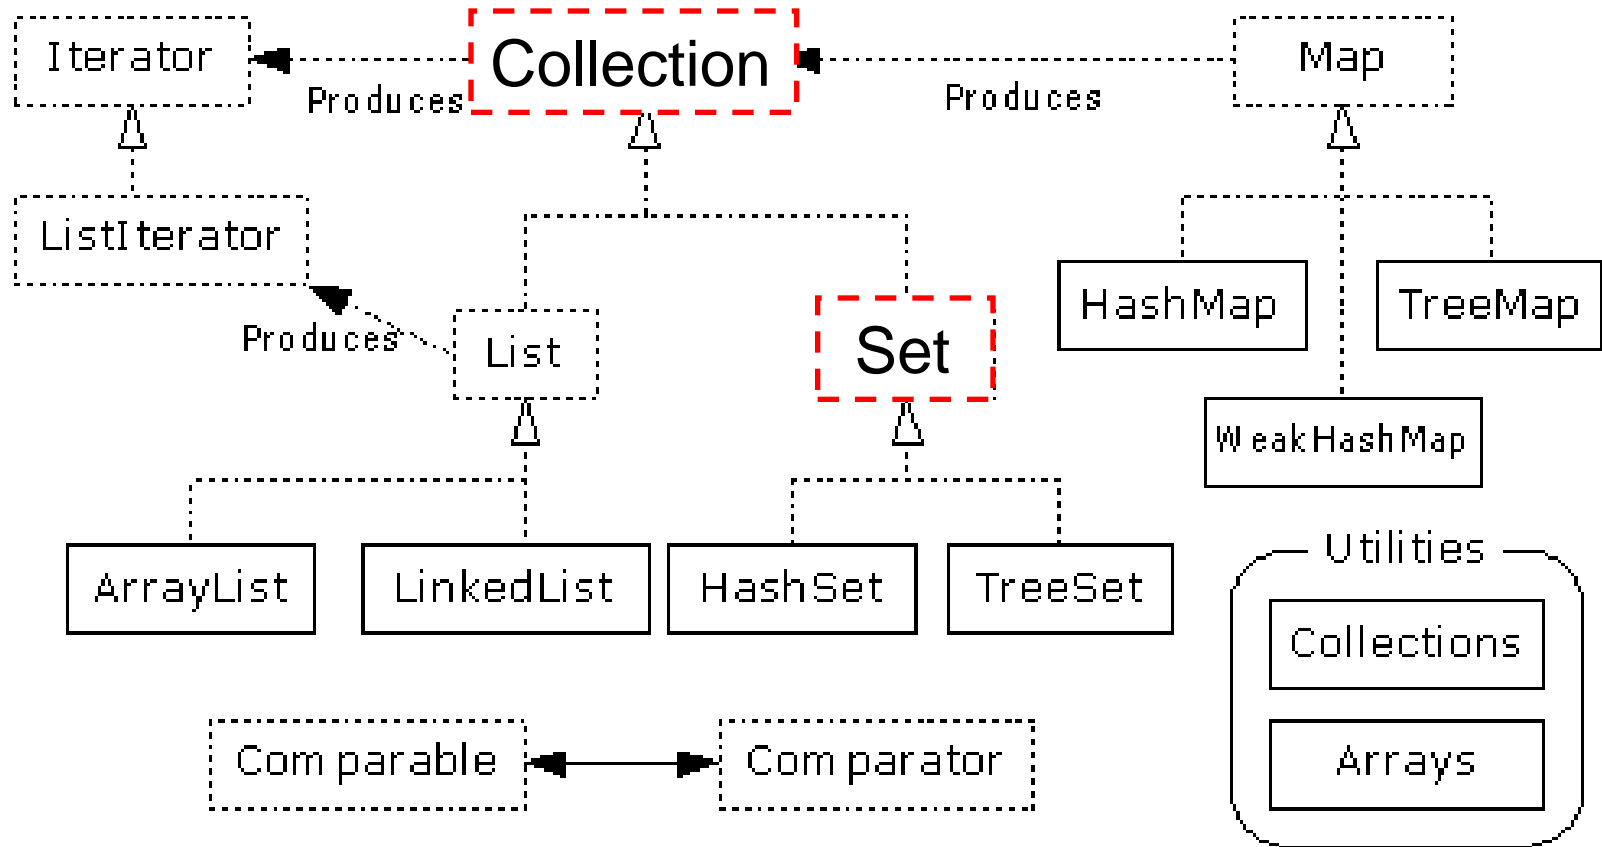 Iterator
Collection
Map
Produces
Produces
ListIterator
HashMap
TreeMap
Produces
List
Set
WeakHashMap
Utilities
ArrayList
LinkedList
HashSet
TreeSet
Collections
Comparable
Comparator
Arrays